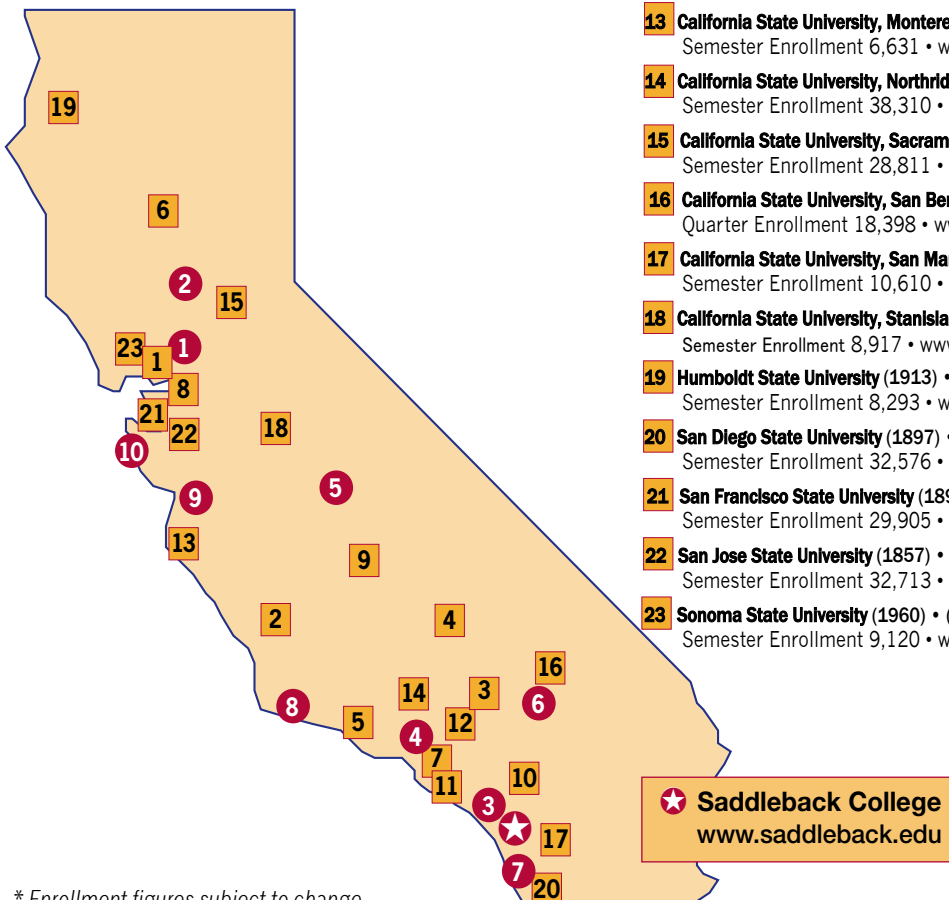 19
6
2
15
23
1
1
8
21
22
18
10
9
5
13
9
2
4
16
14
3
6
8
5
12
4
7
11
10
3
17
7
20
13 California State University, Montere
Semester Enrollment 6,631 • w
14 California State University, Northrid
Semester Enrollment 38,310 •
15 California State University, Sacram
Semester Enrollment 28,811 •
16 California State University, San Ber
Quarter Enrollment 18,398 • ww
17 California State University, San Mar
Semester Enrollment 10,610 •
18 California State University, Stanisla
Semester Enrollment 8,917 • www
19 Humboldt State University (1913) •
Semester Enrollment 8,293 • w
20 San Diego State University (1897) •
Semester Enrollment 32,576 •
21 San Francisco State University (189
Semester Enrollment 29,905 •
22 San Jose State University (1857) •
Semester Enrollment 32,713 •
23 Sonoma State University (1960) • (
Semester Enrollment 9,120 • w
Saddleback College
www.saddleback.edu
* Enrollment figures subject to change